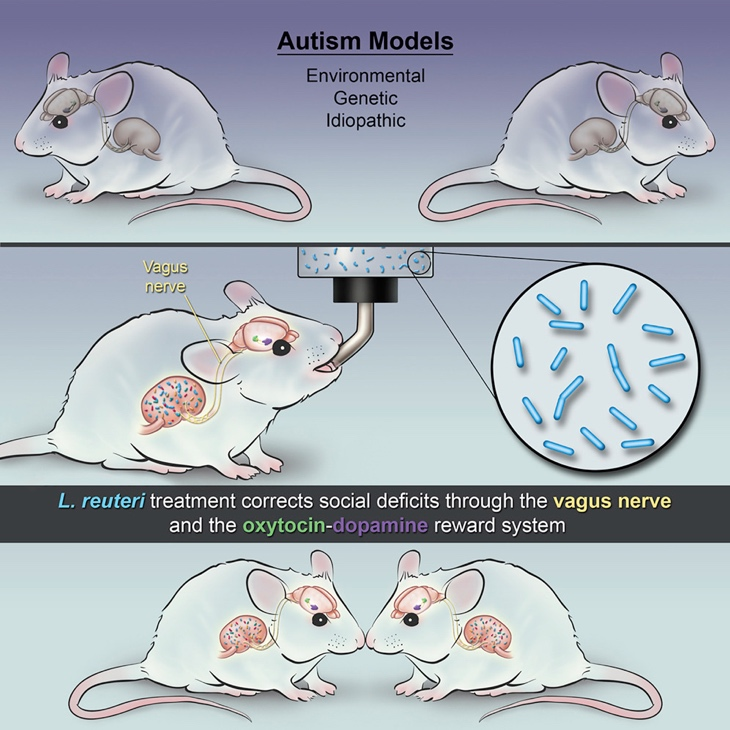 Autism Models
Environmental
Genetic
Idiopathic
Vagus
nerve
L. reuteri treatment corrects social deficits through the vagus nerve
and the oxytocin-dopamine reward system